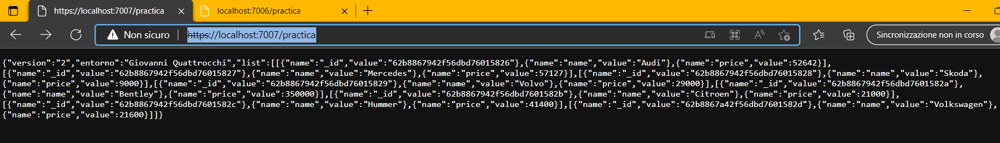 https://localhost:7007/practica
localhost:7006/practica
Non sicuro
https://localhost:7007/practica
Sincronizzazione non in corso
{"version":"2","entorno":"Giovanni Quattrocchi","list":[[{"name":"_id","value":"62b8867942f56dbd76015826"},{"name":"name","value":"Audi"},{"name":"price","value":52642}],
[{"name":"_id","value":"62b8867942f56dbd76015827"},{"name":"name","value":"Mercedes"},{"name":"price","value":57127}],[{"name":"_id","value":"62b8867942f56dbd76015828"},{"name":"name","value":"Skoda"},
{"name":"price","value":9000}],[{"name":"_id","value":"62b8867942f56dbd76015829"},{"name":"name","value":"Volvo"},{"name":"price","value":29000}],[{"name":"_id","value":"62b8867942f56dbd7601582a"},
{"name":"name","value":"Bentley"},{"name":"price","value":350000}],[{"name":"_id","value":"62b8867942f56dbd7601582b"},{"name":"name","value":"Citroen"},{"name":"price","value":21000}],
[{"name":"_id","value":"62b8867942f56dbd7601582c"},{"name":"name","value":"Hummer"},{"name":"price","value":41400}],[{"name":"_id","value":"62b8867a42f56dbd7601582d"},{"name":"name","value":"Volkswagen"},
{"name":"price","value":21600}]]}